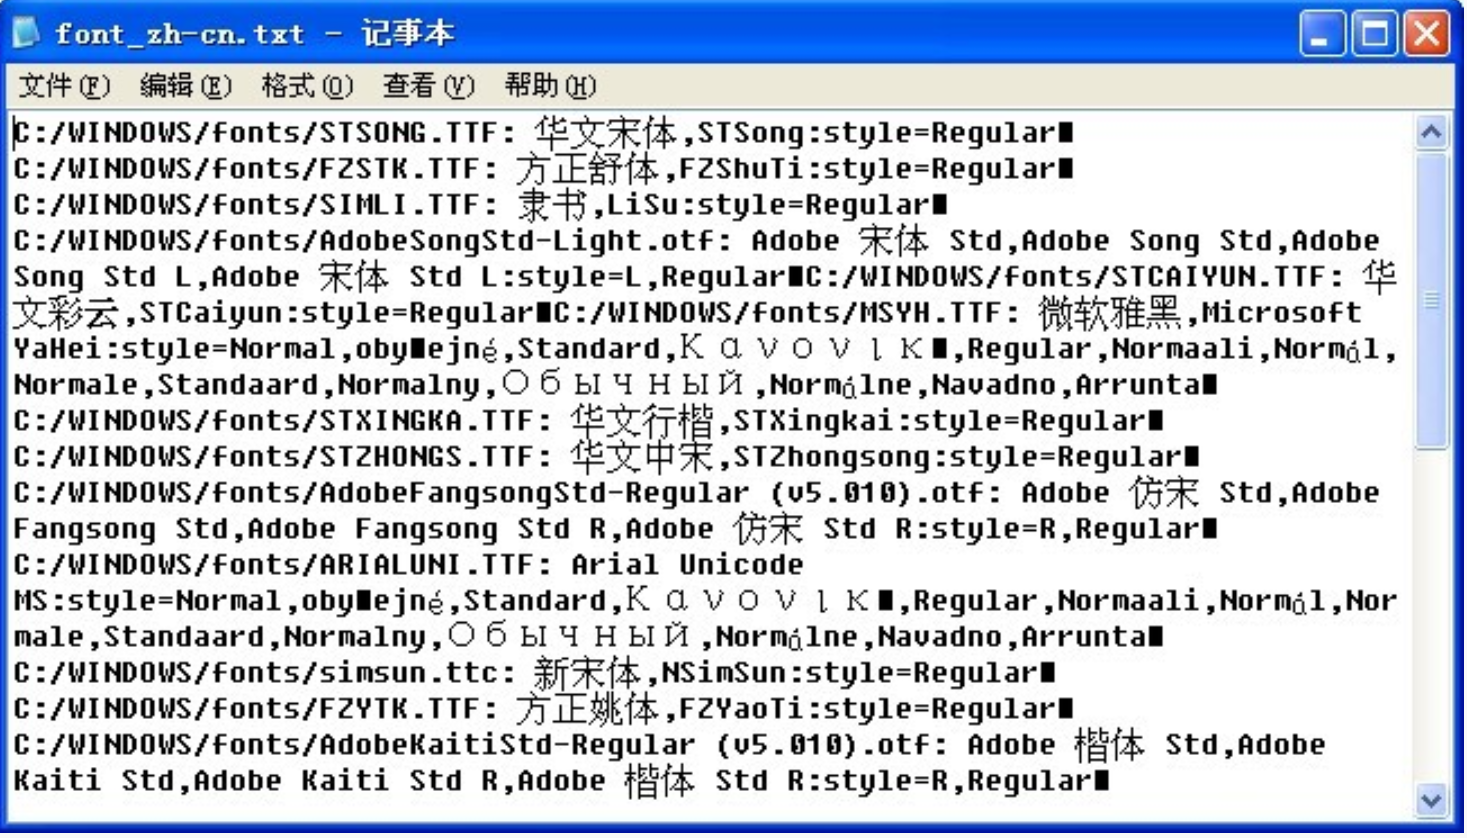 font_zh-cn.txt - 记事本
文件(F) 编辑(E) 格式(O) 查看(V) 帮助(H)
C:/WINDOWS/fonts/STSONG.TTF: 华文宋体,STSong:style=Regular■
C:/WINDOWS/fonts/FZSTK.TTF: 方正舒体,FZShuTi:style=Regular■
C:/WINDOWS/fonts/SIMLI.TTF: 隶书,LiSu:style=Regular■
C:/WINDOWS/fonts/AdobeSongStd-Light.otf: Adobe 宋体 Std,Adobe Song Std,Adobe
Song Std L,Adobe 宋体 Std L:style=L,Regular■C:/WINDOWS/fonts/STCAIYUN.TTF: 华
文彩云,STCaiyun:style=Regular■C:/WINDOWS/fonts/MSYH.TTF: 微软雅黑,Microsoft
YaHei:style=Normal,oby■ejné,Standard,Κανονικ■,Regular,Normaali,Normál,
Normale,Standaard,Normalny,Обычный,Normálne,Navadno,Arrunta■
C:/WINDOWS/fonts/STXINGKA.TTF: 华文行楷,STXingkai:style=Regular■
C:/WINDOWS/fonts/STZHONGS.TTF: 华文中宋,STZhongsong:style=Regular■
C:/WINDOWS/fonts/AdobeFangsongStd-Regular (v5.010).otf: Adobe 仿宋 Std,Adobe
Fangsong Std,Adobe Fangsong Std R,Adobe 仿宋 Std R:style=R,Regular■
C:/WINDOWS/fonts/ARIALUNI.TTF: Arial Unicode
MS:style=Normal,oby■ejné,Standard,Κανονικ■,Regular,Normaali,Normál,Nor
male,Standaard,Normalny,Обычный,Normálne,Navadno,Arrunta■
C:/WINDOWS/fonts/simsun.ttc: 新宋体,NSimSun:style=Regular■
C:/WINDOWS/fonts/FZYTK.TTF: 方正姚体,FZYaoTi:style=Regular■
C:/WINDOWS/fonts/AdobeKaitiStd-Regular (v5.010).otf: Adobe 楷体 Std,Adobe
Kaiti Std,Adobe Kaiti Std R,Adobe 楷体 Std R:style=R,Regular■